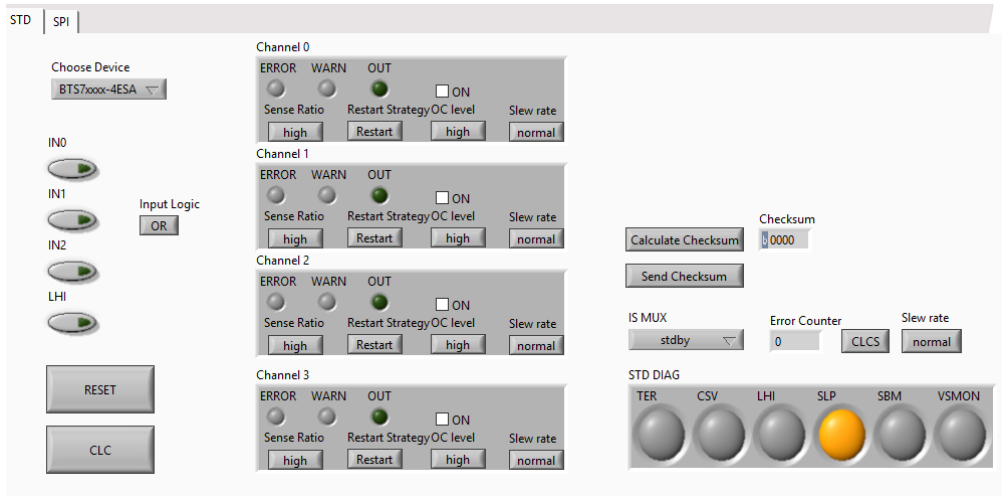 STD SPI
Choose Device
BTS7xxxx-4ESA
IN0
IN1
IN2
LHI
Input Logic
OR
RESET
CLC
Channel 0
ERROR WARN OUT
ON
Sense Ratio Restart Strategy OC level Slew rate
high Restart high normal
Channel 1
ERROR WARN OUT
ON
Sense Ratio Restart Strategy OC level Slew rate
high Restart high normal
Channel 2
ERROR WARN OUT
ON
Sense Ratio Restart Strategy OC level Slew rate
high Restart high normal
Channel 3
ERROR WARN OUT
ON
Sense Ratio Restart Strategy OC level Slew rate
high Restart high normal
Checksum
Calculate Checksum b 0000
Send Checksum
IS MUX Error Counter Slew rate
stdby 0 CLCS normal
STD DIAG
TER CSV LHI SLP SBM VSMON